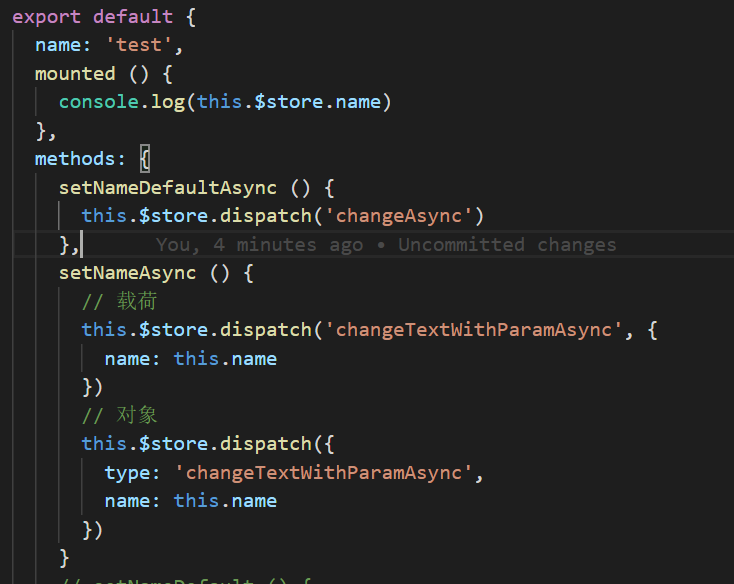 export default {
  name: 'test',
  mounted () {
    console.log(this.$store.name)
  },
  methods: {
    setNameDefaultAsync () {
      this.$store.dispatch('changeAsync')
    },      You, 4 minutes ago • Uncommitted changes
    setNameAsync () {
      // 载荷
      this.$store.dispatch('changeTextWithParamAsync', {
        name: this.name
      })
      // 对象
      this.$store.dispatch({
        type: 'changeTextWithParamAsync',
        name: this.name
      })
    }
    // setNameDefault () {